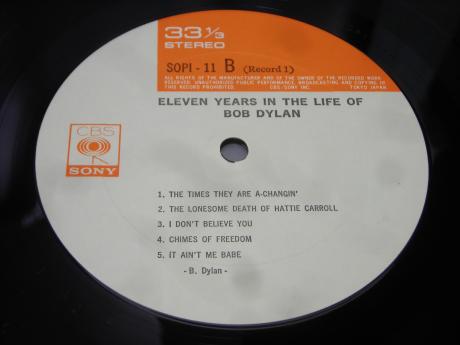 33 1/3
STEREO
SOPI-11 B (Record 1)
ALL RIGHTS OF THE MANUFACTURER AND OF THE OWNER OF THE RECORDED WORK
RESERVED. UNAUTHORIZED PUBLIC PERFORMANCE, BROADCASTING AND COPYING OF
THIS RECORD PROHIBITED. CBS/SONY INC. TOKYO JAPAN
ELEVEN YEARS IN THE LIFE OF
BOB DYLAN
CBS
SONY
1. THE TIMES THEY ARE A-CHANGIN'
2. THE LONESOME DEATH OF HATTIE CARROLL
3. I DON'T BELIEVE YOU
4. CHIMES OF FREEDOM
5. IT AIN'T ME BABE
- B. Dylan -